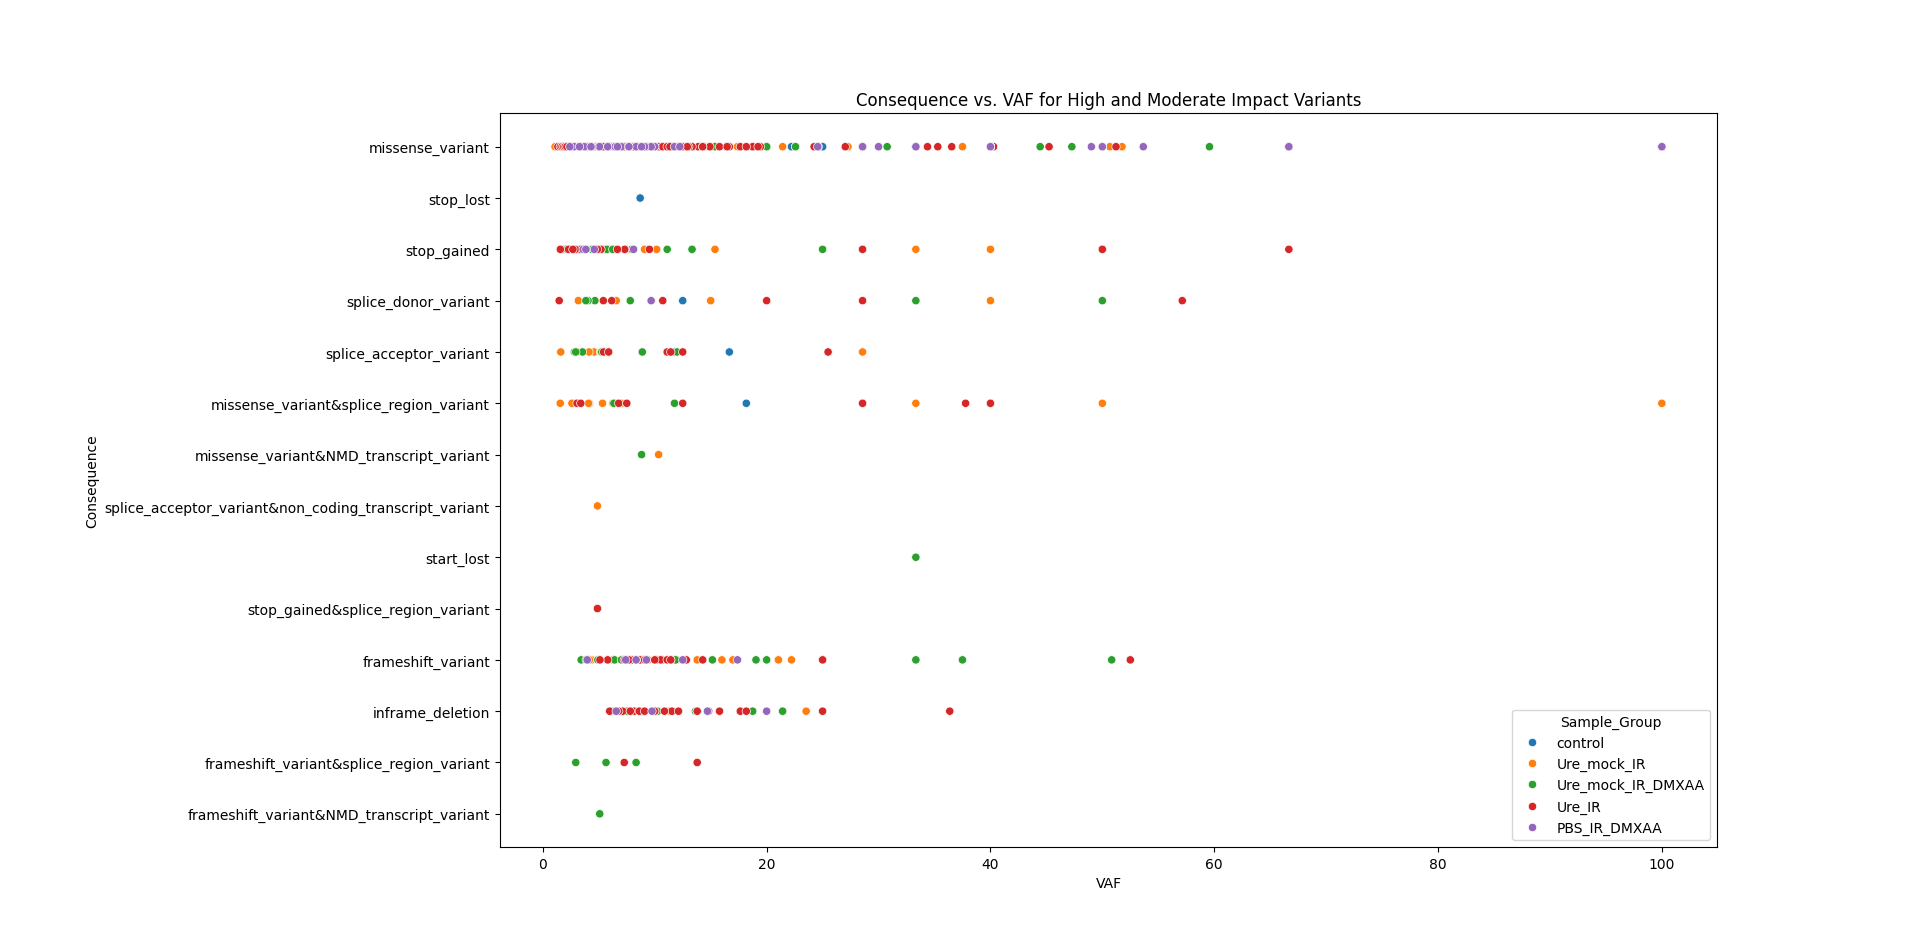 Consequence vs. VAF for High and Moderate Impact Variants
missense_variant
stop_lost
stop_gained
splice_donor_variant
splice_acceptor_variant
missense_variant&splice_region_variant
missense_variant&NMD_transcript_variant
splice_acceptor_variant&non_coding_transcript_variant
start_lost
stop_gained&splice_region_variant
frameshift_variant
inframe_deletion
frameshift_variant&splice_region_variant
frameshift_variant&NMD_transcript_variant
Consequence
0 20 40 60 80 100
VAF
Sample_Group
control
Ure_mock_IR
Ure_mock_IR_DMXAA
Ure_IR
PBS_IR_DMXAA